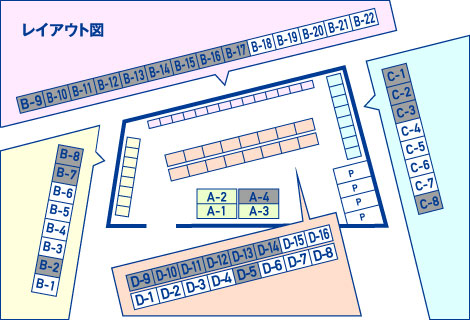 レイアウト図
B-9 B-10 B-11 B-12 B-13 B-14 B-15 B-16 B-17 B-18 B-19 B-20 B-21 B-22
C-1
C-2
C-3
C-4
C-5
C-6
C-7
C-8
B-8
B-7
B-6
B-5
B-4
B-3
B-2
B-1
A-2 A-4
A-1 A-3
P
P
P
P
D-9 D-10 D-11 D-12 D-13 D-14 D-15 D-16
D-1 D-2 D-3 D-4 D-5 D-6 D-7 D-8